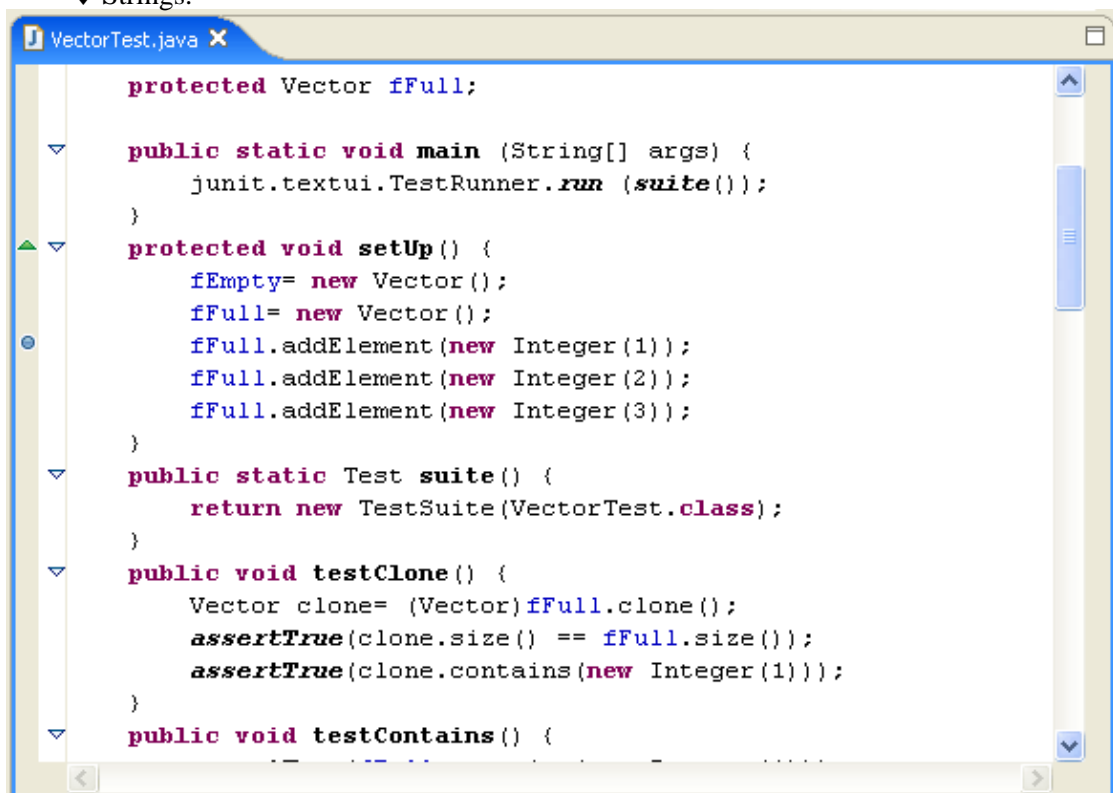 Strings.
VectorTest.java
protected Vector fFull;
public static void main (String[] args) {
junit.textui.TestRunner.run (suite());
}
protected void setUp() {
fEmpty= new Vector();
fFull= new Vector();
fFull.addElement(new Integer(1));
fFull.addElement(new Integer(2));
fFull.addElement(new Integer(3));
}
public static Test suite() {
return new TestSuite(VectorTest.class);
}
public void testClone() {
Vector clone= (Vector)fFull.clone();
assertTrue(clone.size() == fFull.size());
assertTrue(clone.contains(new Integer(1)));
}
public void testContains() {